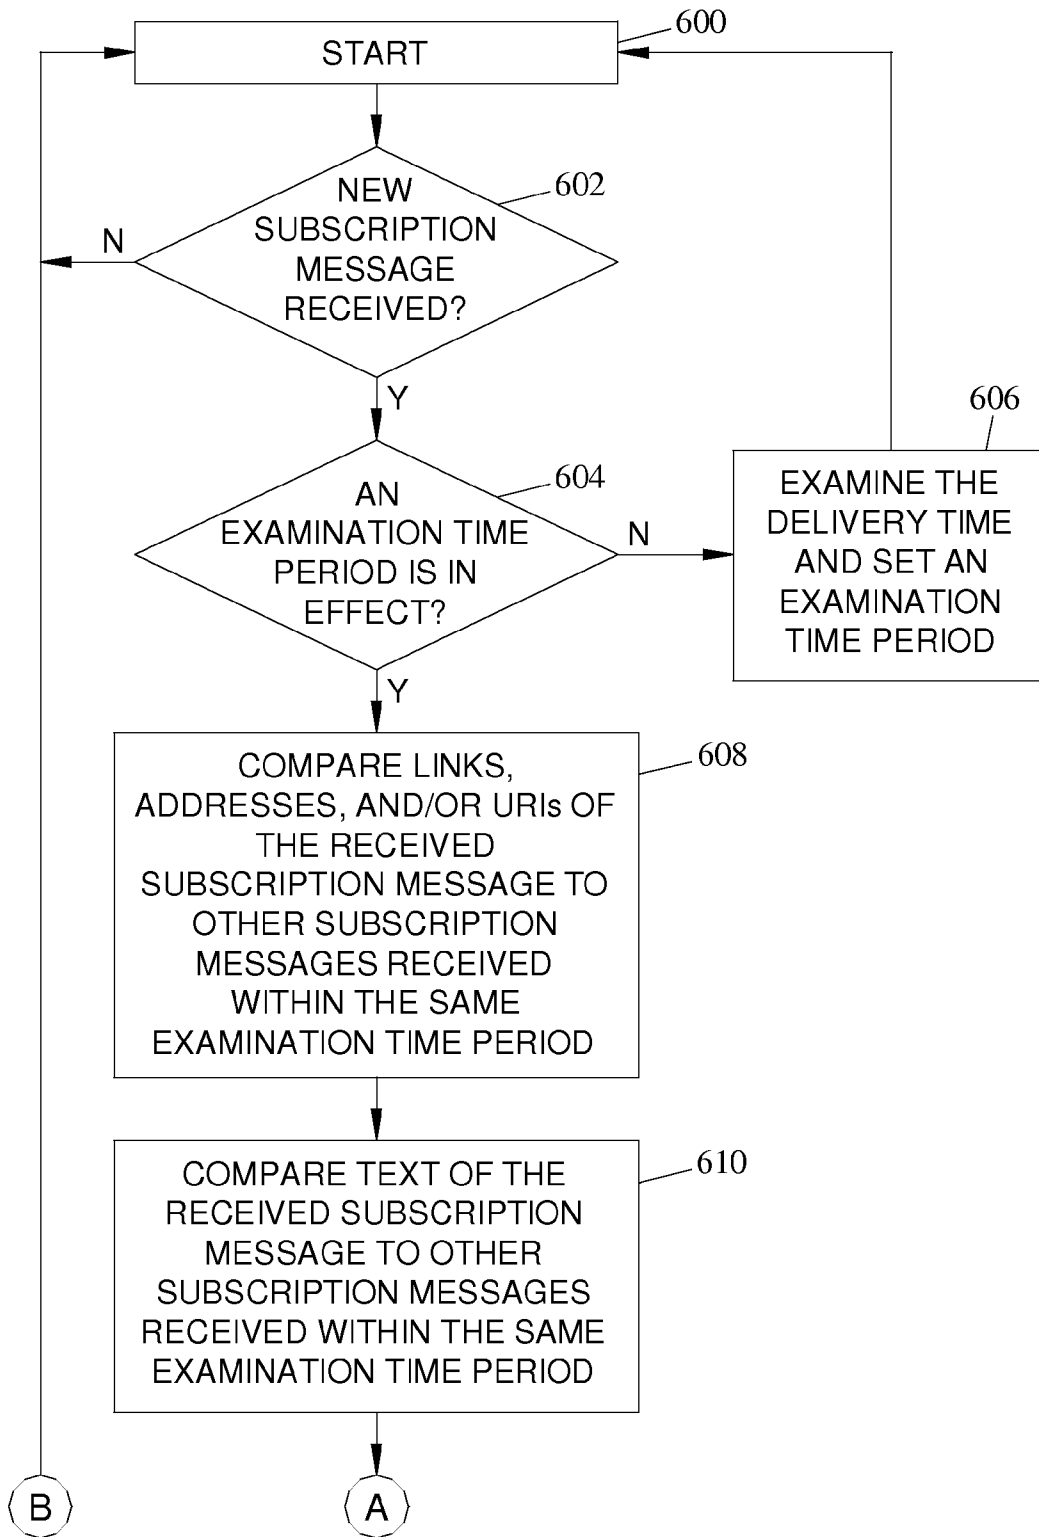 600
START
602
NEW
SUBSCRIPTION
MESSAGE
RECEIVED?
N
Y
604
AN
EXAMINATION TIME
PERIOD IS IN
EFFECT?
N
606
EXAMINE THE
DELIVERY TIME
AND SET AN
EXAMINATION
TIME PERIOD
Y
608
COMPARE LINKS,
ADDRESSES, AND/OR URIs OF
THE RECEIVED
SUBSCRIPTION MESSAGE TO
OTHER SUBSCRIPTION
MESSAGES RECEIVED
WITHIN THE SAME
EXAMINATION TIME PERIOD
610
COMPARE TEXT OF THE
RECEIVED SUBSCRIPTION
MESSAGE TO OTHER
SUBSCRIPTION MESSAGES
RECEIVED WITHIN THE SAME
EXAMINATION TIME PERIOD
B
A